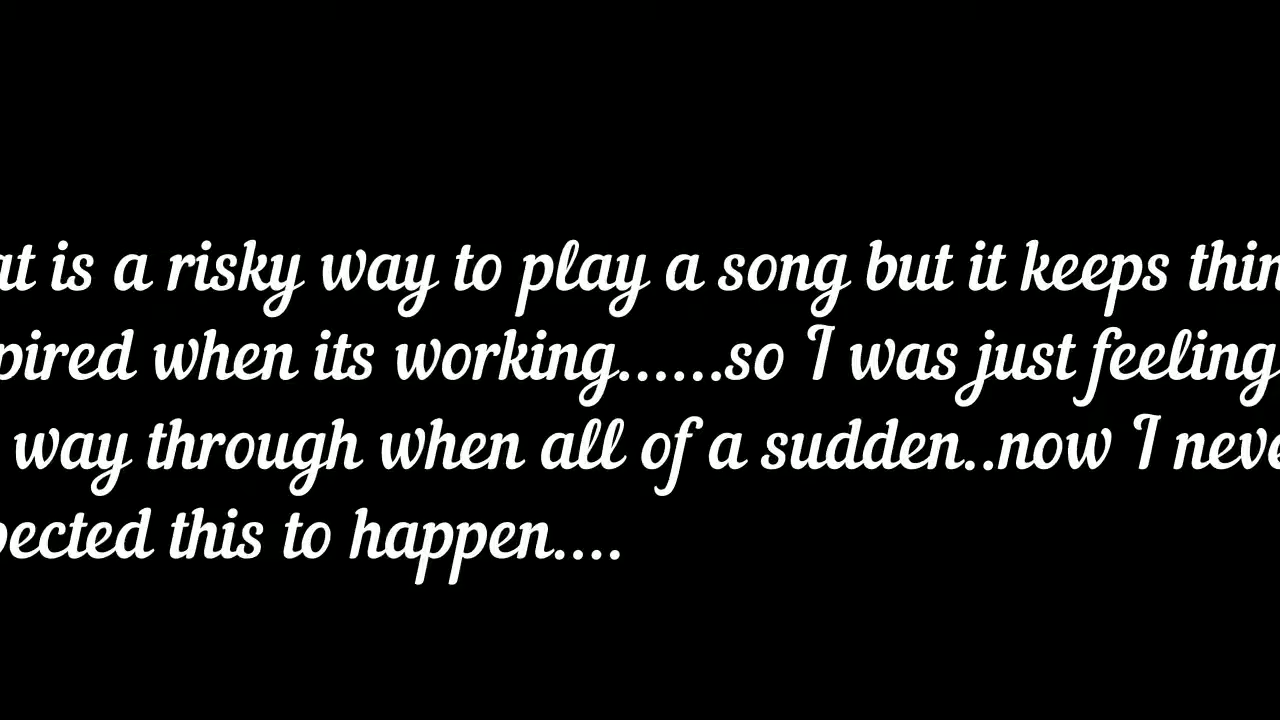 at is a risky way to play a song but it keeps thin
pired when its working......so I was just feeling
way through when all of a sudden..now I neve
pected this to happen....